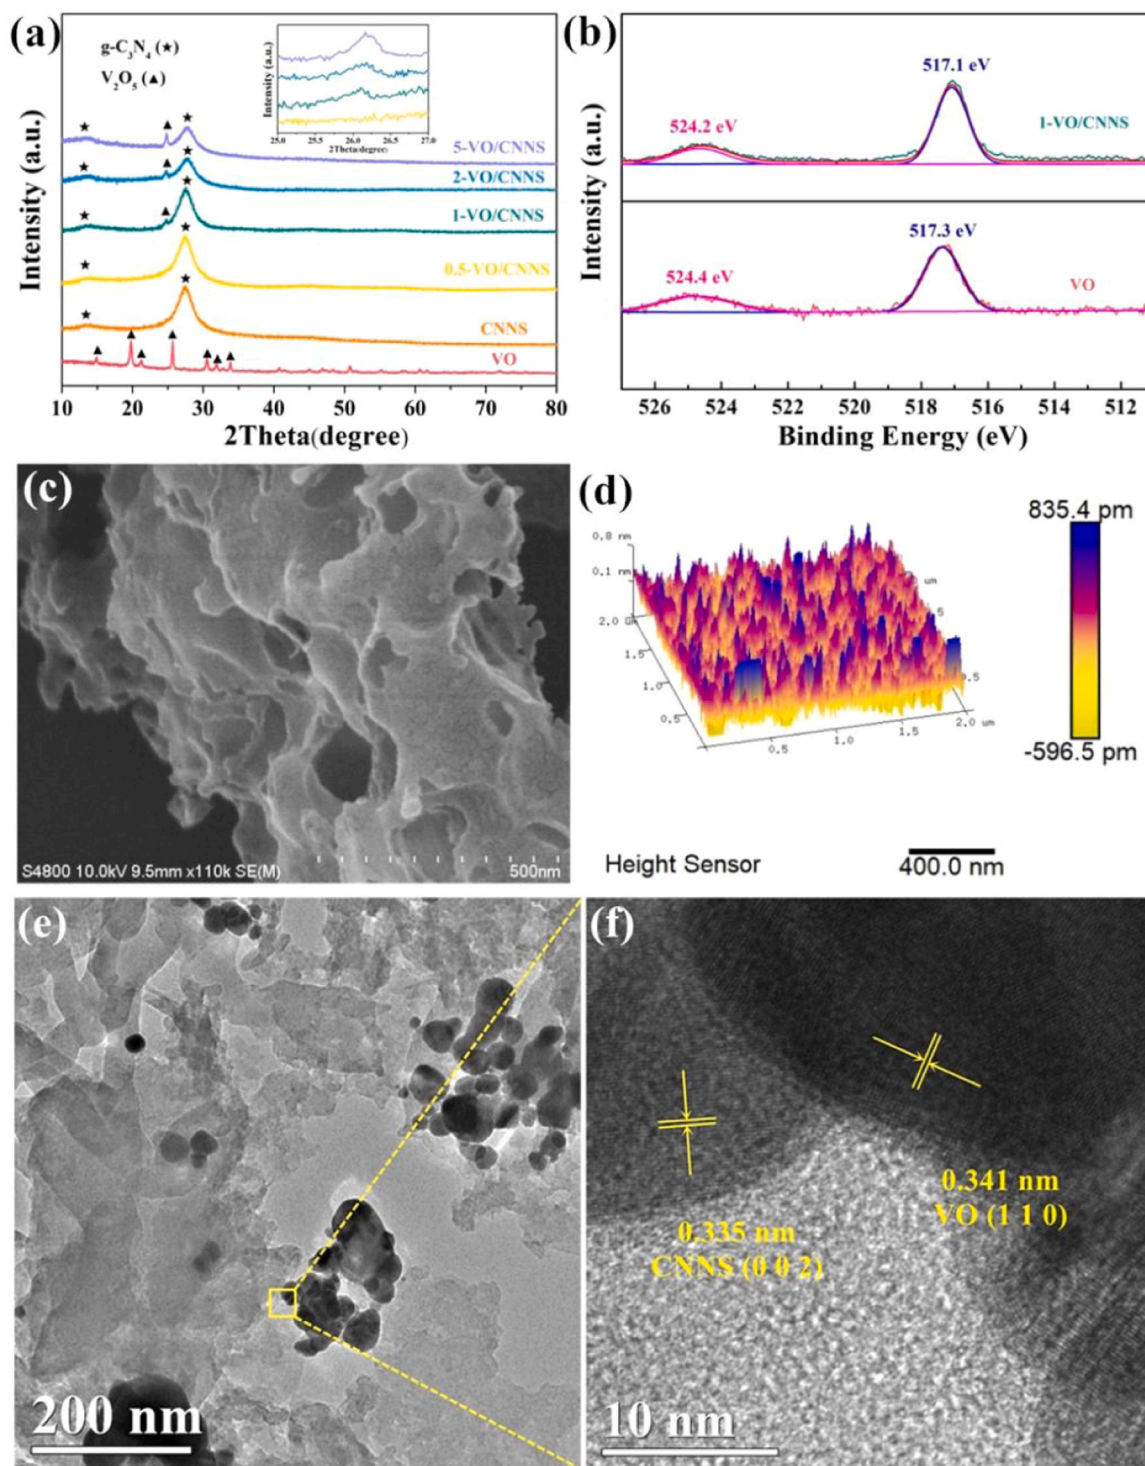 (a)
g-C₃N₄ (★)
V₂O₅ (▲)
Intensity (a.u.)
25.0 25.5 26.0 26.5 27.0
2Theta(degree)
5-VO/CNNS
2-VO/CNNS
1-VO/CNNS
0.5-VO/CNNS
CNNS
VO
Intensity (a.u.)
10 20 30 40 50 60 70 80
2Theta(degree)
(b)
517.1 eV
524.2 eV
1-VO/CNNS
517.3 eV
524.4 eV
VO
Intensity (a.u.)
526 524 522 520 518 516 514 512
Binding Energy (eV)
(c)
S4800 10.0kV 9.5mm x110k SE(M) 500nm
(d)
835.4 pm
-596.5 pm
0.8 nm
0.1 nm
2.0 um
1.5
1.0
0.5
0.5 1.0 1.5 2.0 um
Height Sensor
400.0 nm
(e)
200 nm
(f)
0.341 nm
VO (1 1 0)
0.335 nm
CNNS (0 0 2)
10 nm